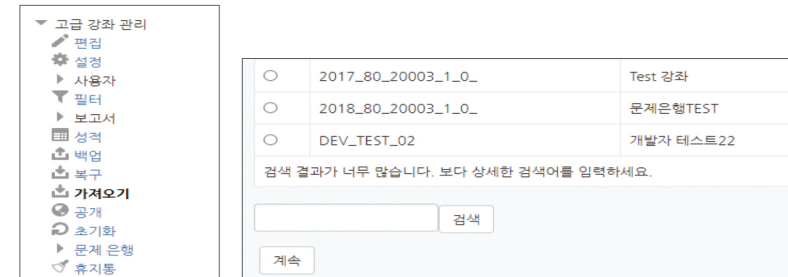 고급 강좌 관리
편집
설정
사용자
필터
보고서
성적
백업
복구
가져오기
공개
초기화
문제 은행
휴지통
2017_80_20003_1_0_ Test 강좌
2018_80_20003_1_0_ 문제은행TEST
DEV_TEST_02 개발자 테스트22
검색 결과가 너무 많습니다. 보다 상세한 검색어를 입력하세요.
검색
계속